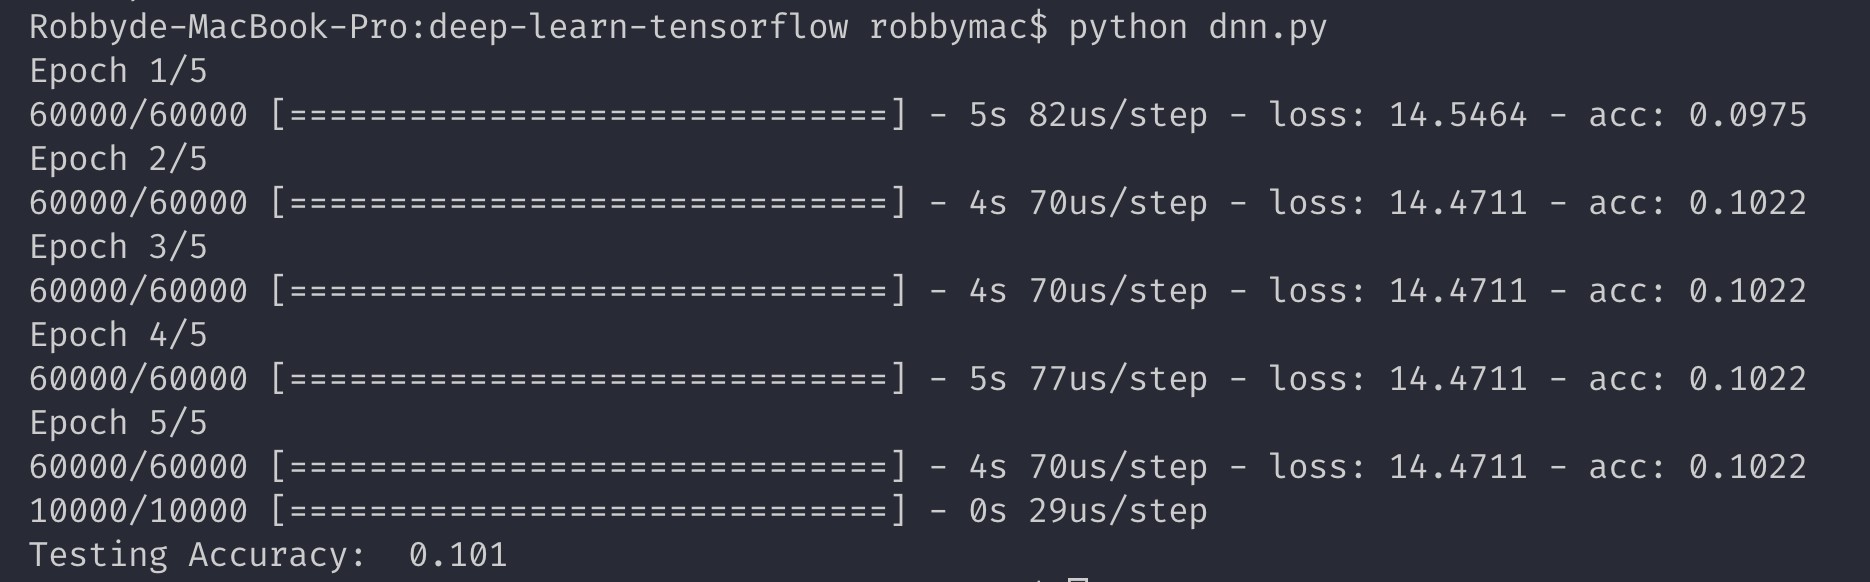 Robbyde-MacBook-Pro:deep-learn-tensorflow robbymac$ python dnn.py
Epoch 1/5
60000/60000 [==============================] - 5s 82us/step - loss: 14.5464 - acc: 0.0975
Epoch 2/5
60000/60000 [==============================] - 4s 70us/step - loss: 14.4711 - acc: 0.1022
Epoch 3/5
60000/60000 [==============================] - 4s 70us/step - loss: 14.4711 - acc: 0.1022
Epoch 4/5
60000/60000 [==============================] - 5s 77us/step - loss: 14.4711 - acc: 0.1022
Epoch 5/5
60000/60000 [==============================] - 4s 70us/step - loss: 14.4711 - acc: 0.1022
10000/10000 [==============================] - 0s 29us/step
Testing Accuracy:  0.101